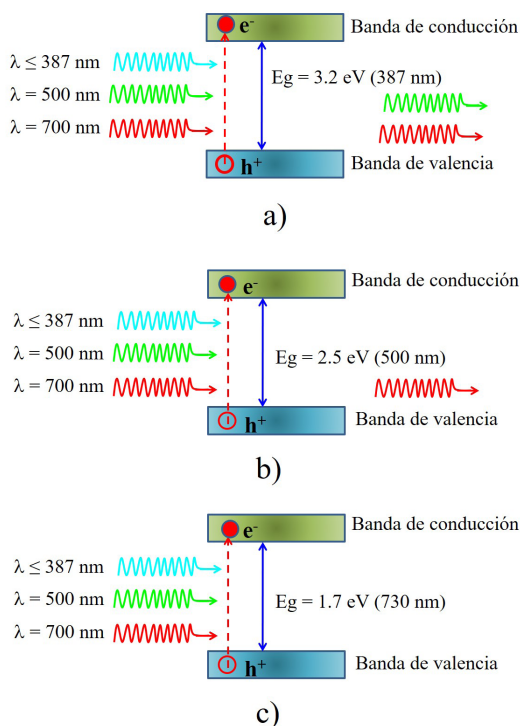 e- Banda de conducción
λ ≤ 387 nm
λ = 500 nm Eg = 3.2 eV (387 nm)
λ = 700 nm
h+ Banda de valencia
a)
e- Banda de conducción
λ ≤ 387 nm
λ = 500 nm Eg = 2.5 eV (500 nm)
λ = 700 nm
h+ Banda de valencia
b)
e- Banda de conducción
λ ≤ 387 nm
λ = 500 nm Eg = 1.7 eV (730 nm)
λ = 700 nm
h+ Banda de valencia
c)